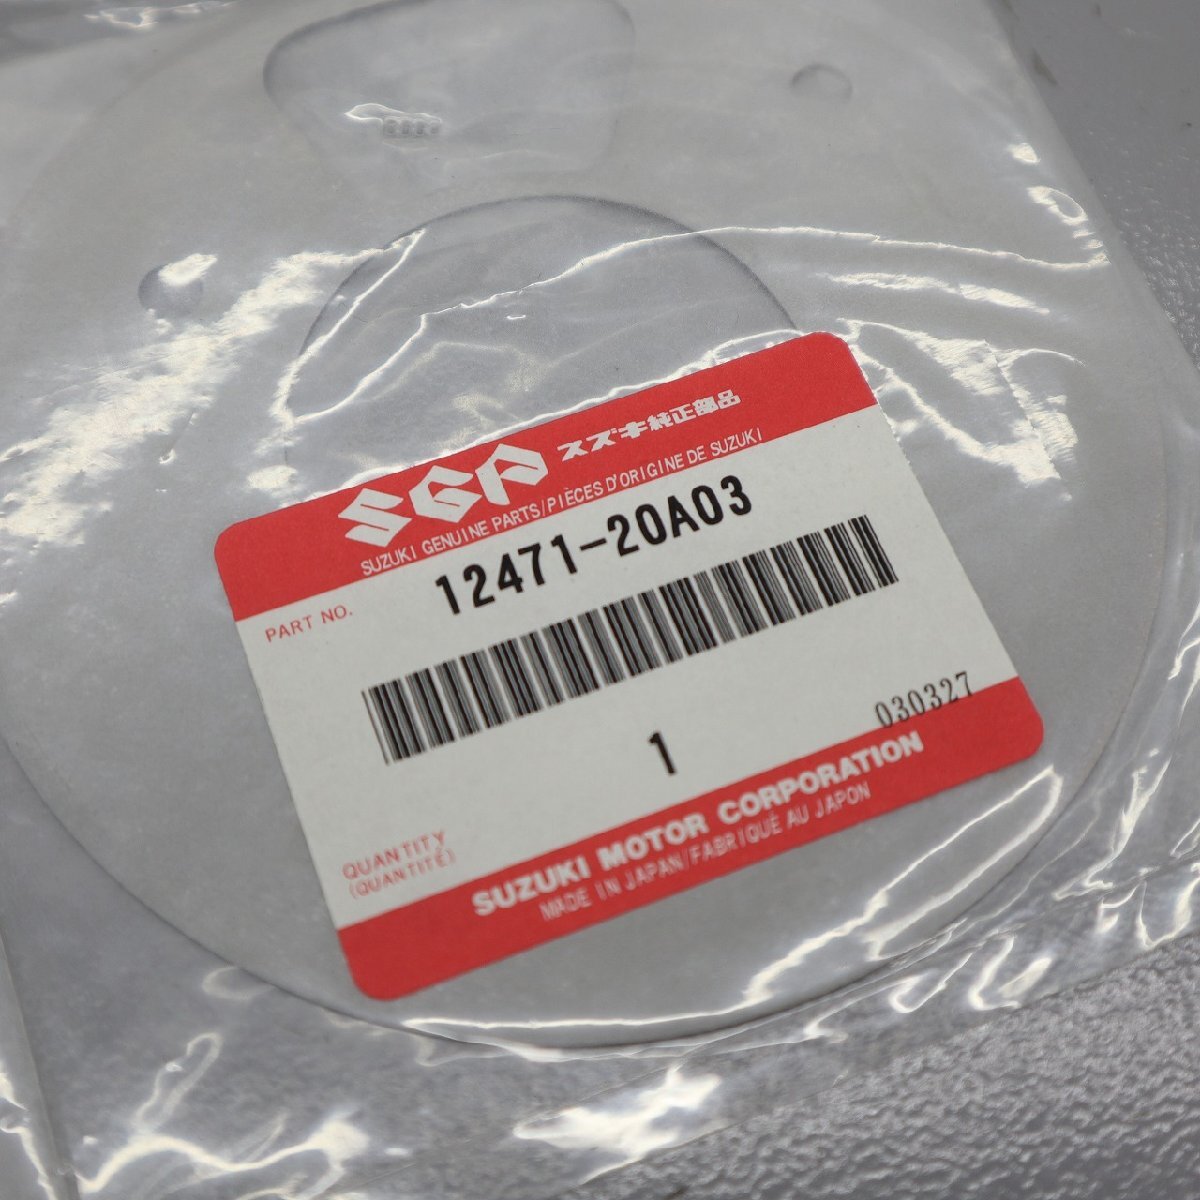 SGP スズキ純正部品
SUZUKI GENUINE PARTS/PIÈCES D'ORIGINE DE SUZUKI
PART NO.
12471-20A03
030327
1
QUANTITY
(QUANTITÉ)
SUZUKI MOTOR CORPORATION
MADE IN JAPAN/FABRIQUÉ AU JAPON